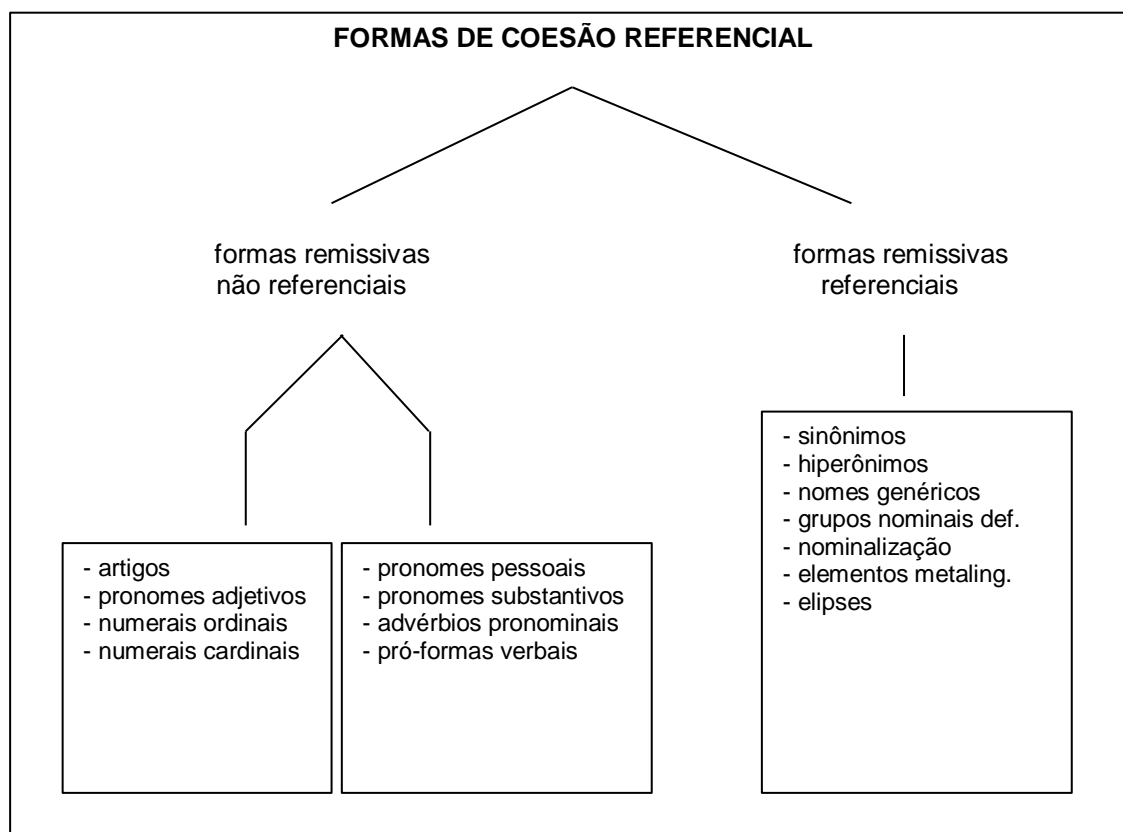 FORMAS DE COESÃO REFERENCIAL
formas remissivas
não referenciais
formas remissivas
referenciais
- artigos
- pronomes adjetivos
- numerais ordinais
- numerais cardinais
- pronomes pessoais
- pronomes substantivos
- advérbios pronominais
- pró-formas verbais
- sinônimos
- hiperônimos
- nomes genéricos
- grupos nominais def.
- nominalização
- elementos metaling.
- elipses